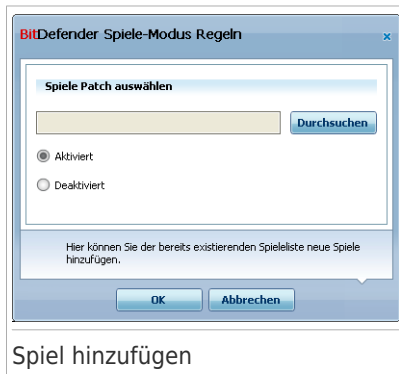 BitDefender Spiele-Modus Regeln
x
Spiele Patch auswählen
Durchsuchen
Aktiviert
Deaktiviert
Hier können Sie der bereits existierenden Spieleliste neue Spiele
hinzufügen.
OK Abbrechen
Spiel hinzufügen